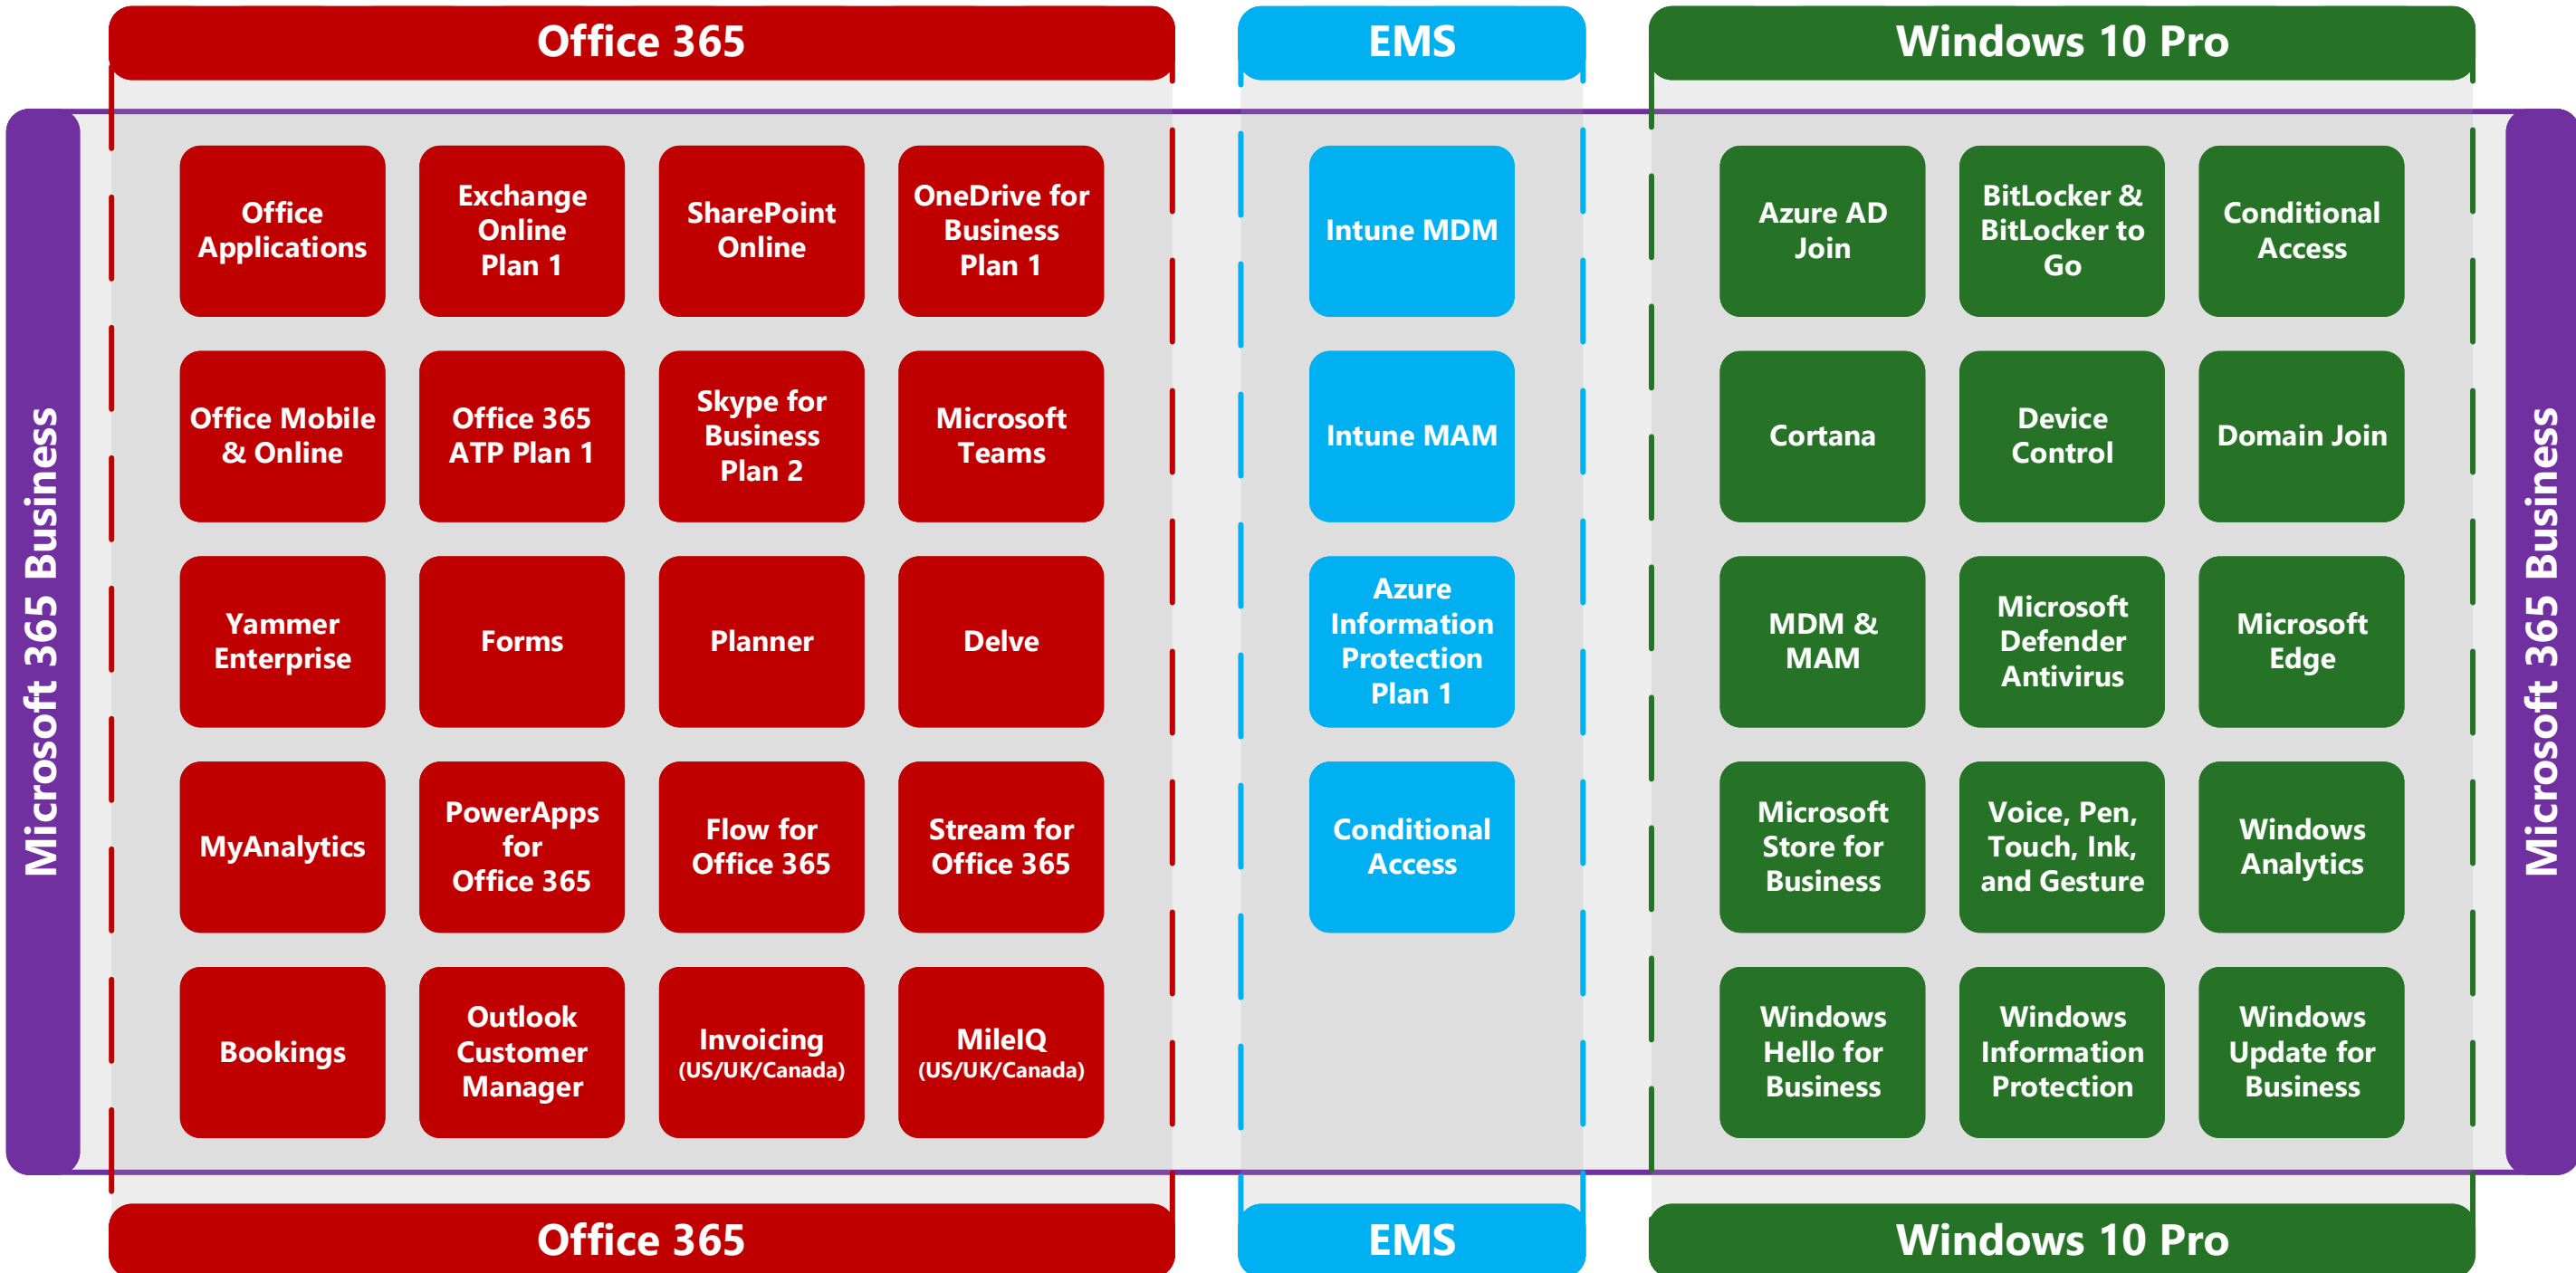 Office 365
EMS
Windows 10 Pro
Microsoft 365 Business
Office
Applications
Exchange
Online
Plan 1
SharePoint
Online
OneDrive for
Business
Plan 1
Intune MDM
Azure AD
Join
BitLocker &
BitLocker to
Go
Conditional
Access
Office Mobile
& Online
Office 365
ATP Plan 1
Skype for
Business
Plan 2
Microsoft
Teams
Intune MAM
Cortana
Device
Control
Domain Join
Yammer
Enterprise
Forms
Planner
Delve
Azure
Information
Protection
Plan 1
MDM &
MAM
Microsoft
Defender
Antivirus
Microsoft
Edge
MyAnalytics
PowerApps
for
Office 365
Flow for
Office 365
Stream for
Office 365
Conditional
Access
Microsoft
Store for
Business
Voice, Pen,
Touch, Ink,
and Gesture
Windows
Analytics
Bookings
Outlook
Customer
Manager
Invoicing
(US/UK/Canada)
MileIQ
(US/UK/Canada)
Windows
Hello for
Business
Windows
Information
Protection
Windows
Update for
Business
Microsoft 365 Business
Office 365
EMS
Windows 10 Pro